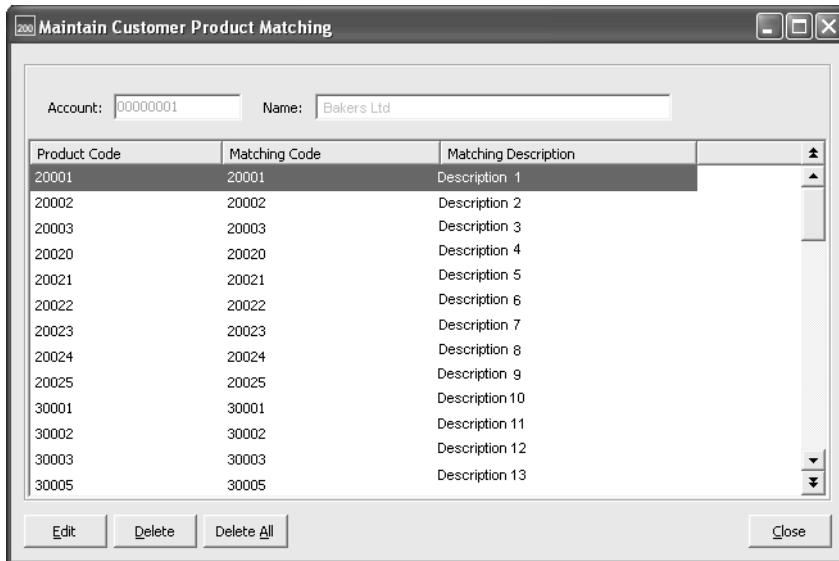 200 Maintain Customer Product Matching
Account: 00000001 Name: Bakers Ltd
Product Code Matching Code Matching Description
20001 20001 Description 1
20002 20002 Description 2
20003 20003 Description 3
20020 20020 Description 4
20021 20021 Description 5
20022 20022 Description 6
20023 20023 Description 7
20024 20024 Description 8
20025 20025 Description 9
30001 30001 Description 10
30002 30002 Description 11
30003 30003 Description 12
30005 30005 Description 13
Edit Delete Delete All Close